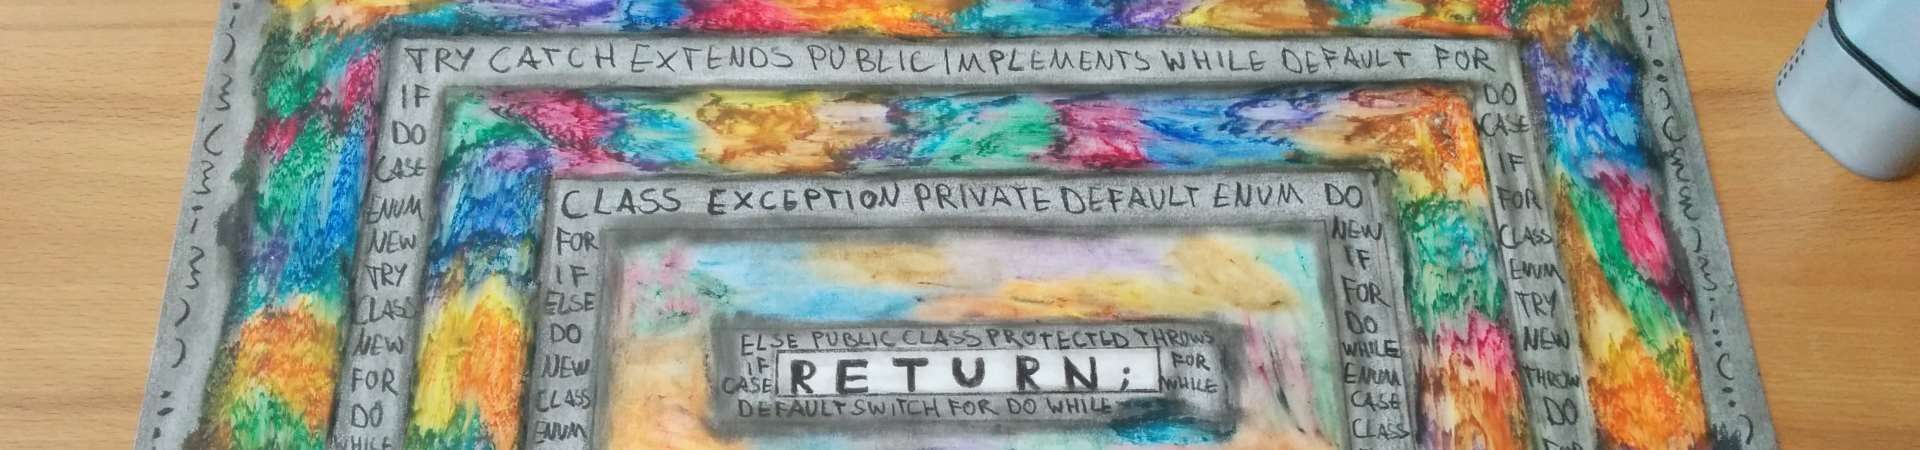 TRY CATCH EXTENDS PUBLIC IMPLEMENTS WHILE DEFAULT FOR
IF
DO
CASE
ENUM
NEW
TRY
CLASS
NEW
FOR
DO
WHILE
DO
CASE
IF
FOR
CLASS
ENUM
TRY
NEW
THROW
DO
CLASS EXCEPTION PRIVATE DEFAULT ENUM DO
FOR
IF
ELSE
DO
NEW
CLASS
ENUM
NEW
IF
FOR
DO
WHILE
ENUM
CASE
CLASS
ELSE PUBLIC CLASS PROTECTED THROWS
IF
CASE
RETURN;
FOR
WHILE
DEFAULT SWITCH FOR DO WHILE